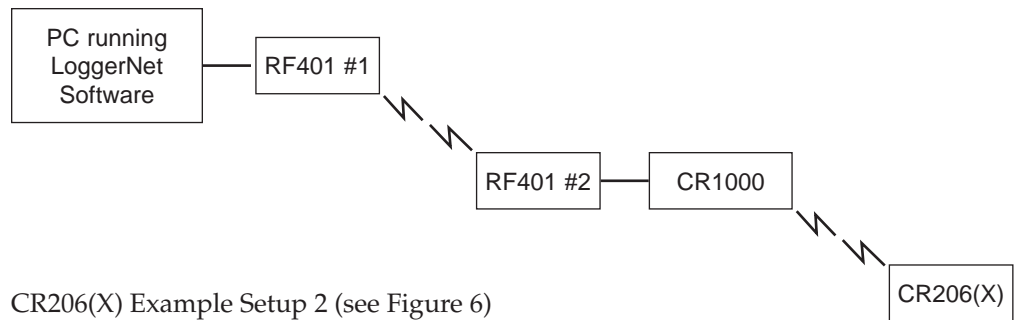 PC running
LoggerNet
Software
RF401 #1
RF401 #2
CR1000
CR206(X)
CR206(X) Example Setup 2 (see Figure 6)